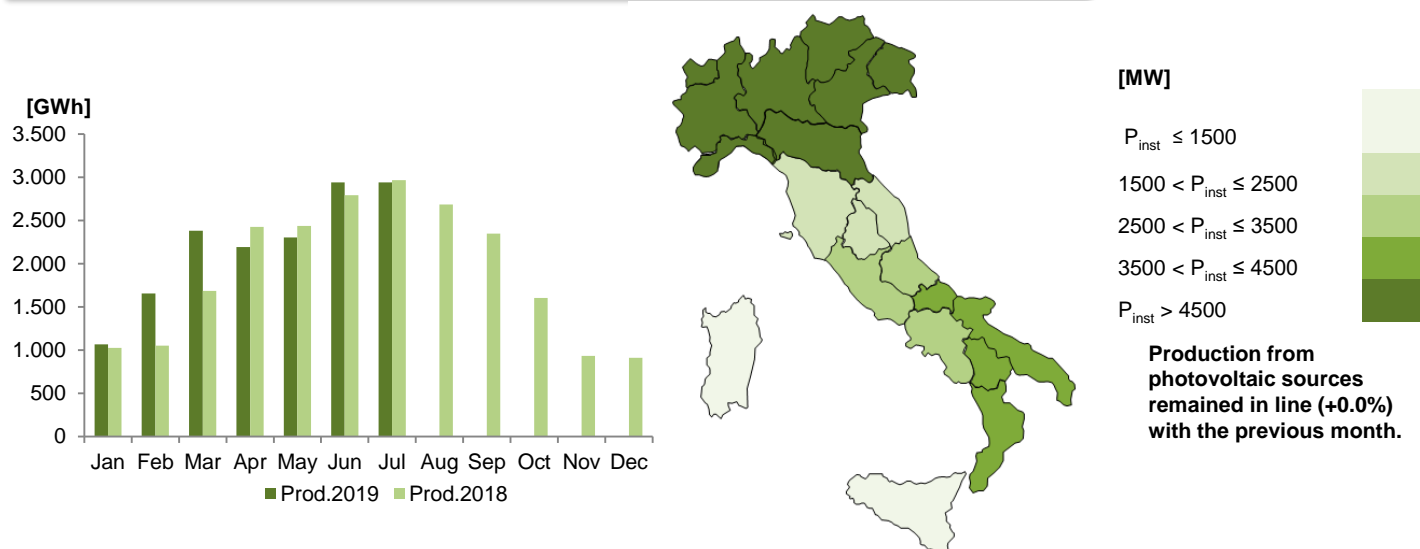 [GWh]
3.500
3.000
2.500
2.000
1.500
1.000
500
0
Jan Feb Mar Apr May Jun Jul Aug Sep Oct Nov Dec
Prod.2019 Prod.2018
[MW]
Pinst ≤ 1500
1500 < Pinst ≤ 2500
2500 < Pinst ≤ 3500
3500 < Pinst ≤ 4500
Pinst > 4500
Production from
photovoltaic sources
remained in line (+0.0%)
with the previous month.